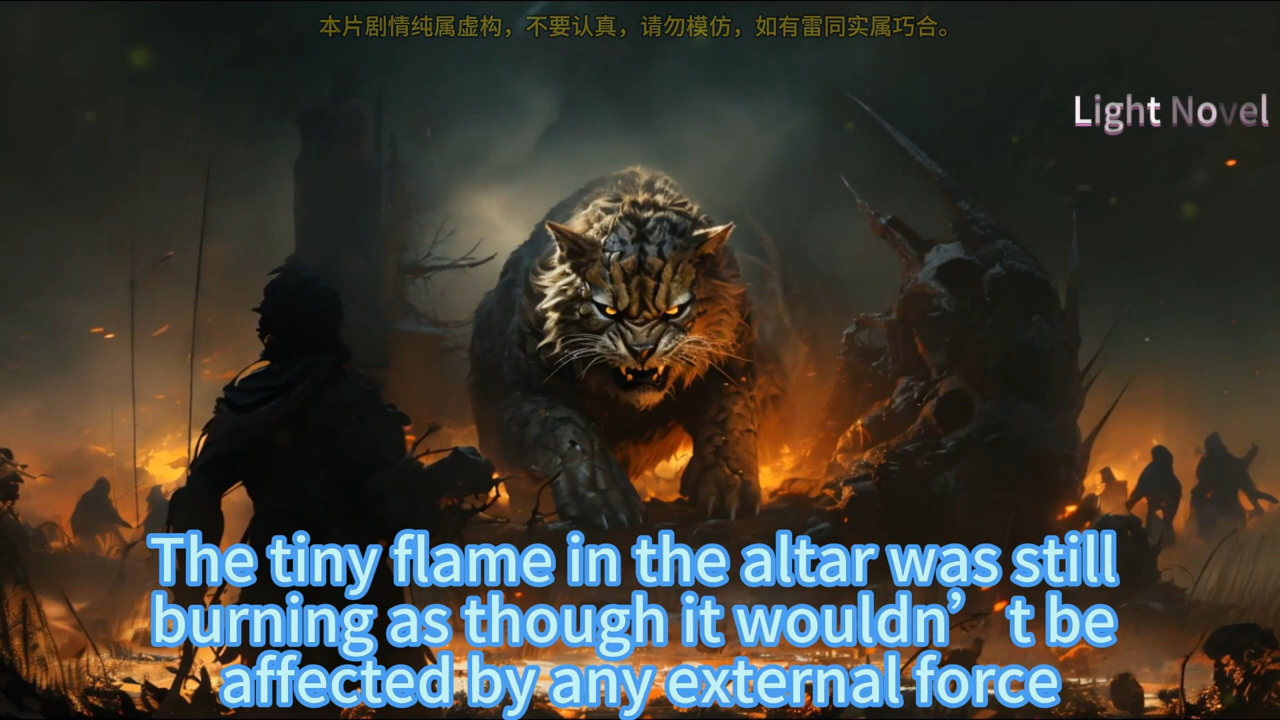 本片剧情纯属虚构，不要认真，请勿模仿，如有雷同实属巧合。
Light Novel
The tiny flame in the altar was still
burning as though it wouldn’t be
affected by any external force